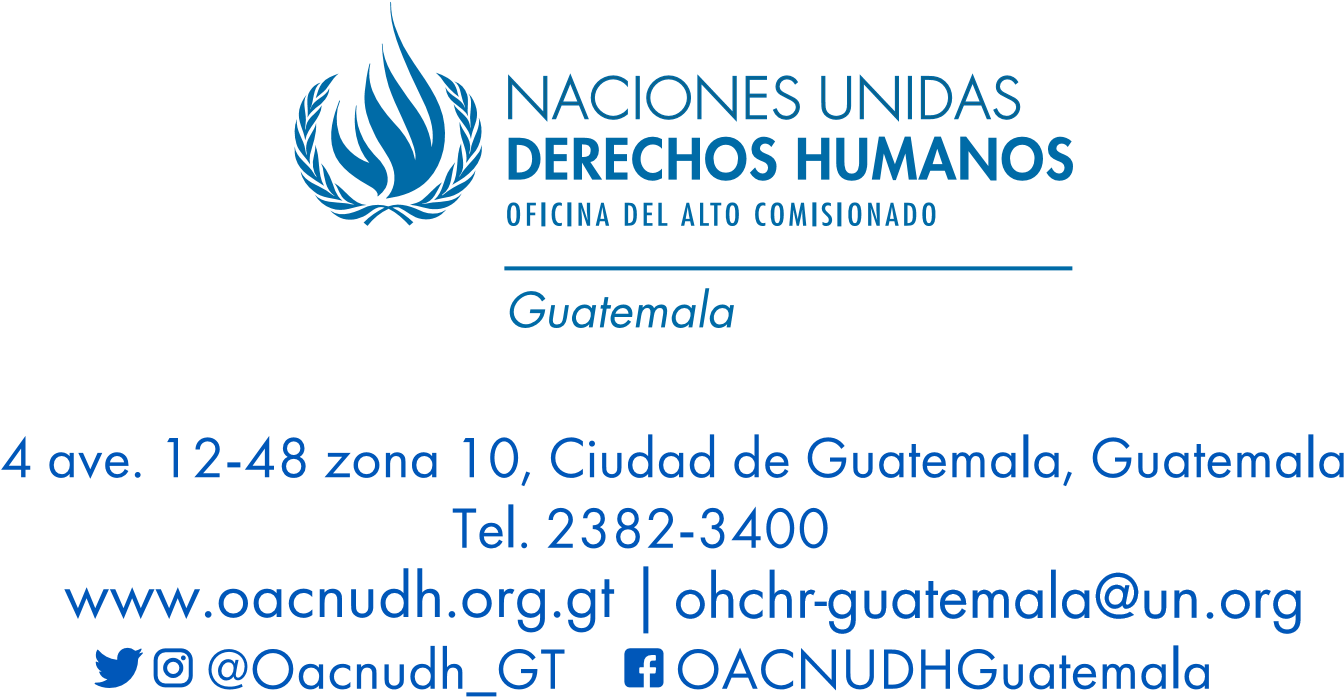 NACIONES UNIDAS
DERECHOS HUMANOS
OFICINA DEL ALTO COMISIONADO
Guatemala
4 ave. 12-48 zona 10, Ciudad de Guatemala, Guatemala
Tel. 2382-3400
www.oacnudh.org.gt | ohchr-guatemala@un.org
@Oacnudh_GT OACNUDHGuatemala